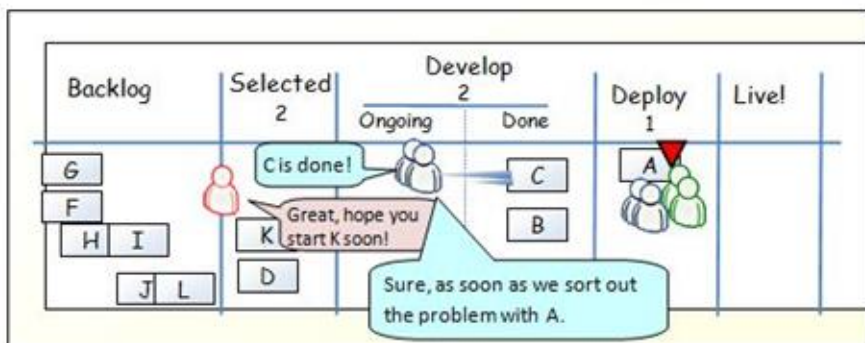 Backlog
Selected
2
Develop
2
Ongoing
Done
Deploy
1
Live!
G
F
H
I
J
L
C is done!
Great, hope you
start K soon!
K
D
C
B
Sure, as soon as we sort out
the problem with A.
A